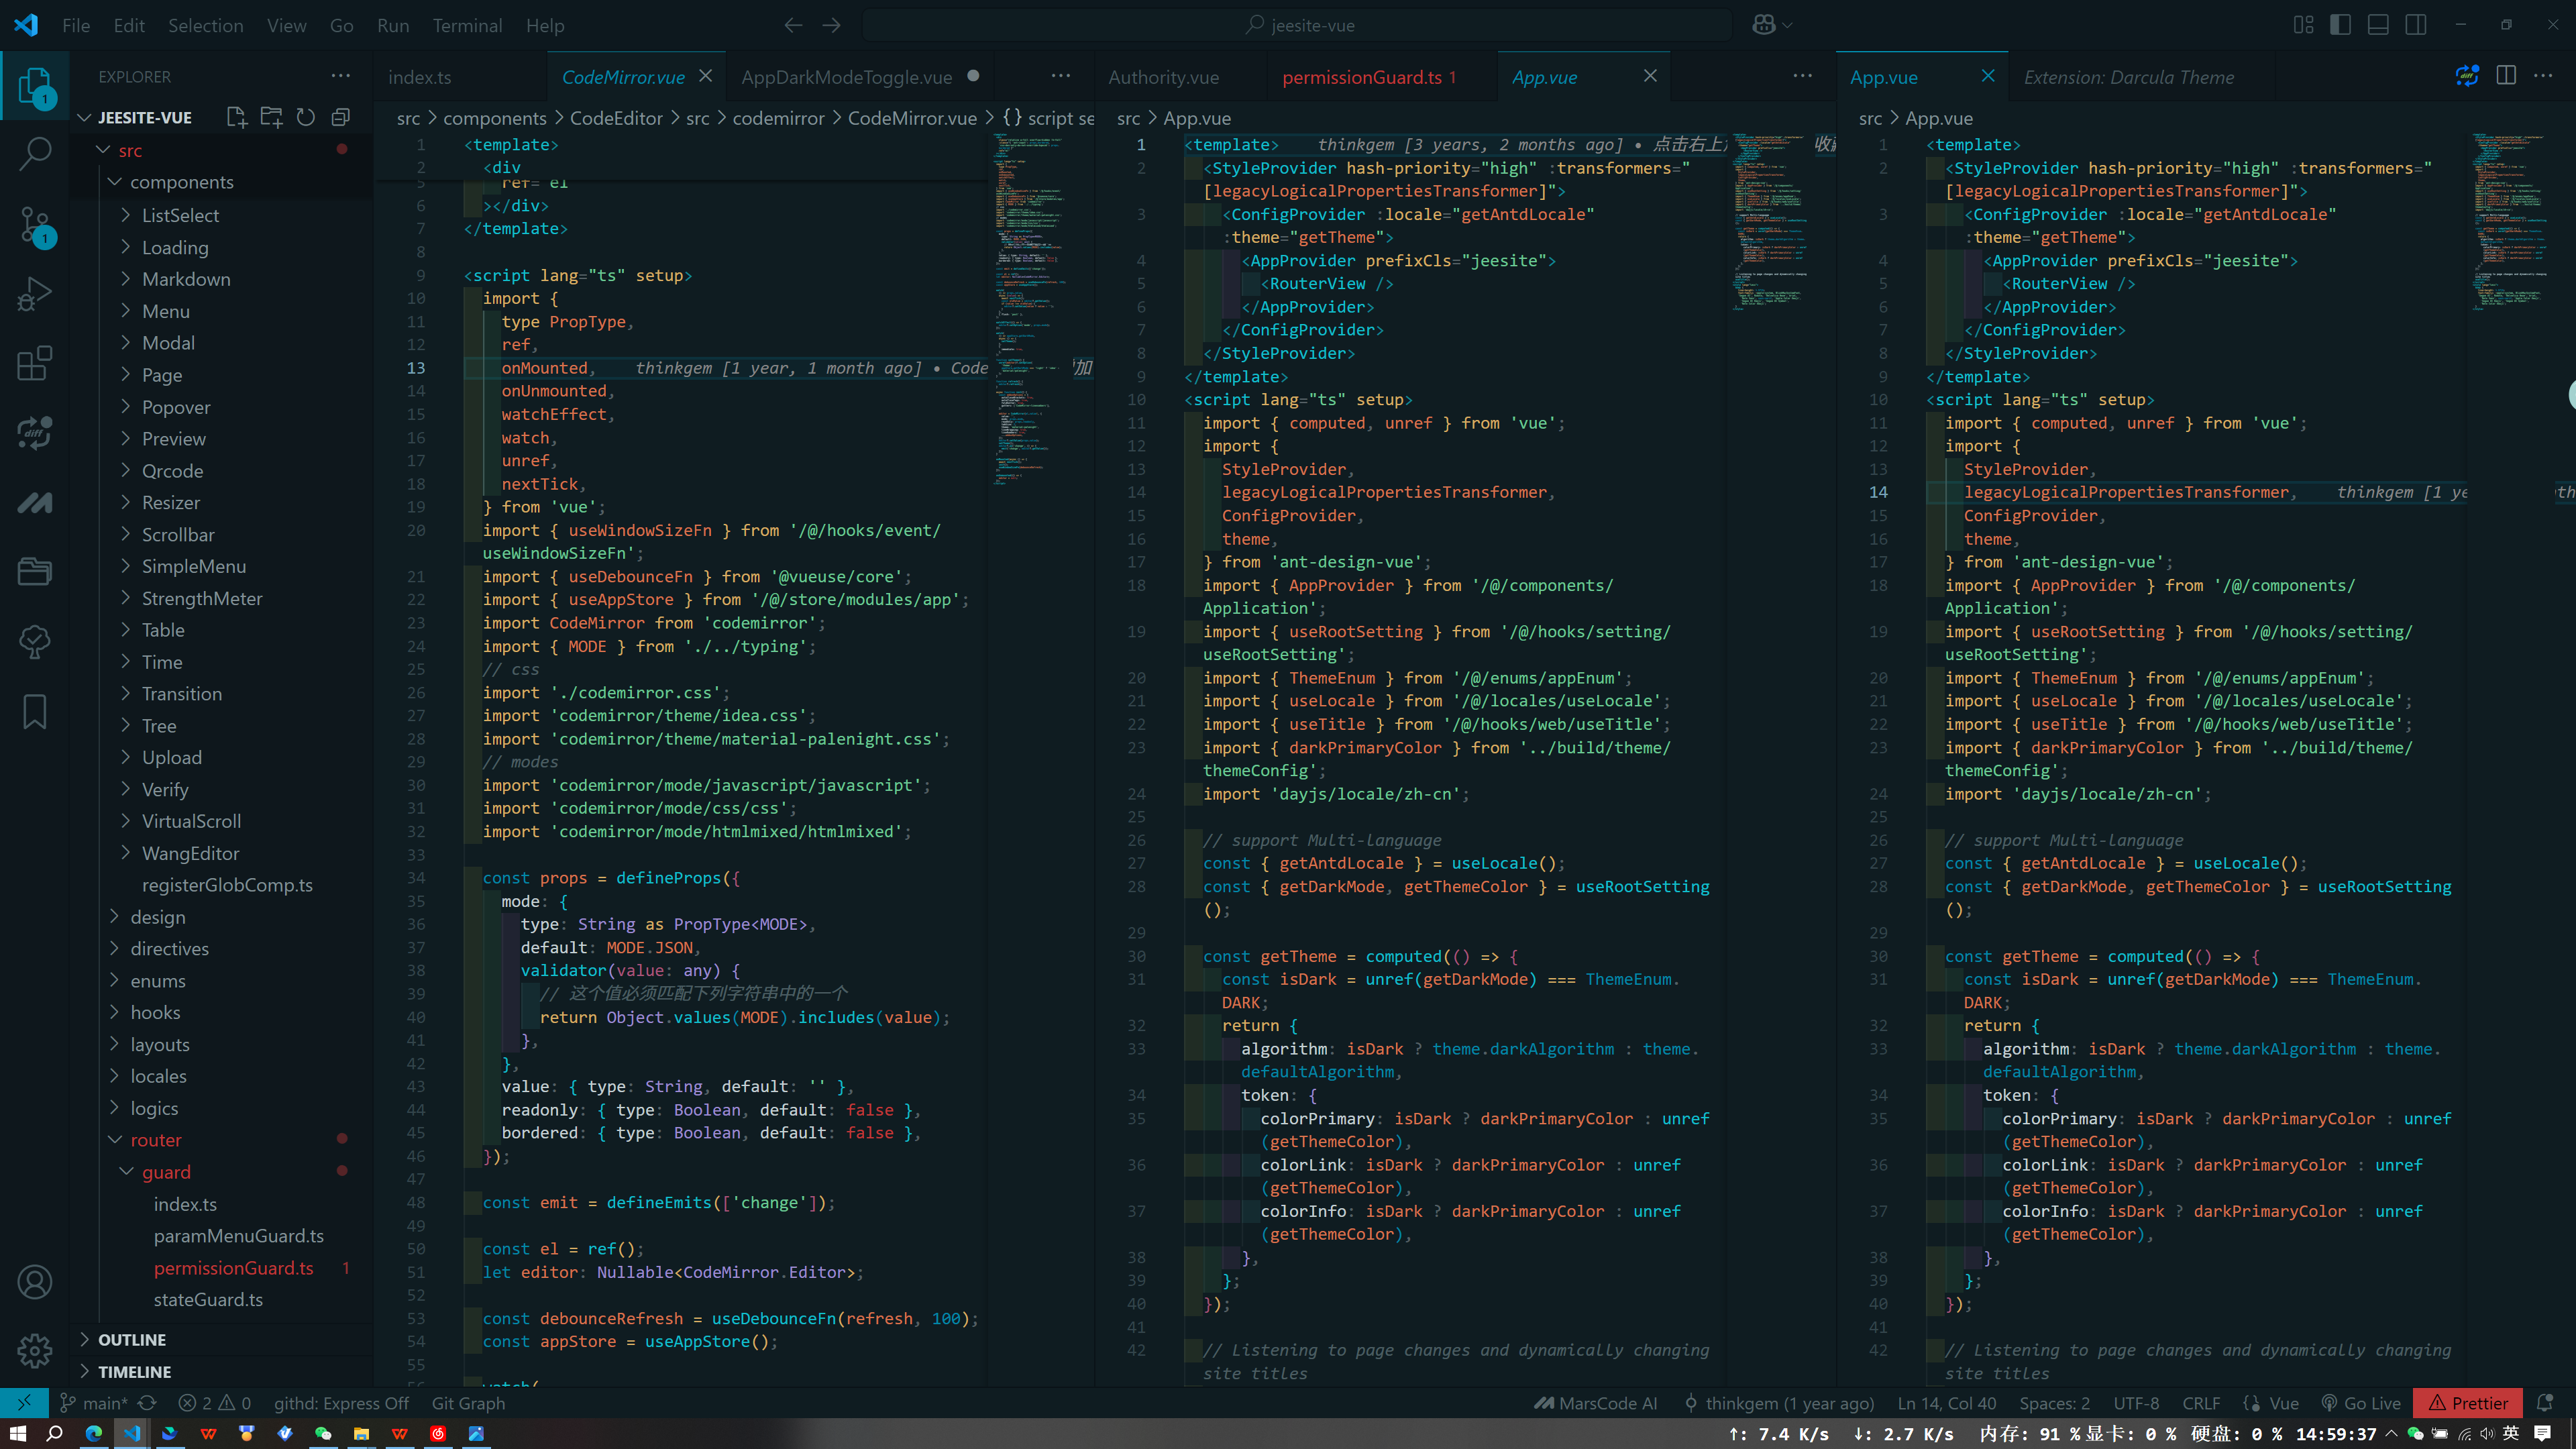 File Edit Selection View Go Run Terminal Help
jeesite-vue
EXPLORER
JEESITE-VUE
src
components
ListSelect
Loading
Markdown
Menu
Modal
Page
Popover
Preview
Qrcode
Resizer
Scrollbar
SimpleMenu
StrengthMeter
Table
Time
Transition
Tree
Upload
Verify
VirtualScroll
WangEditor
registerGlobComp.ts
design
directives
enums
hooks
layouts
locales
logics
router
guard
index.ts
paramMenuGuard.ts
permissionGuard.ts 1
stateGuard.ts
OUTLINE
TIMELINE
index.ts CodeMirror.vue AppDarkModeToggle.vue
src > components > CodeEditor > src > codemirror > CodeMirror.vue > {} script se
1 <template>
2 <div
5 ref="el"
6 ></div>
7 </template>
8
9 <script lang="ts" setup>
10 import {
11 type PropType,
12 ref,
13 onMounted, thinkgem [1 year, 1 month ago] • Code 加
14 onUnmounted,
15 watchEffect,
16 watch,
17 unref,
18 nextTick,
19 } from 'vue';
20 import { useWindowSizeFn } from '/@/hooks/event/
useWindowSizeFn';
21 import { useDebounceFn } from '@vueuse/core';
22 import { useAppStore } from '/@/store/modules/app';
23 import CodeMirror from 'codemirror';
24 import { MODE } from './../typing';
25 // css
26 import './codemirror.css';
27 import 'codemirror/theme/idea.css';
28 import 'codemirror/theme/material-palenight.css';
29 // modes
30 import 'codemirror/mode/javascript/javascript';
31 import 'codemirror/mode/css/css';
32 import 'codemirror/mode/htmlmixed/htmlmixed';
33
34 const props = defineProps({
35 mode: {
36 type: String as PropType<MODE>,
37 default: MODE.JSON,
38 validator(value: any) {
39 // 这个值必须匹配下列字符串中的一个
40 return Object.values(MODE).includes(value);
41 },
42 },
43 value: { type: String, default: '' },
44 readonly: { type: Boolean, default: false },
45 bordered: { type: Boolean, default: false },
46 });
47
48 const emit = defineEmits(['change']);
49
50 const el = ref();
51 let editor: Nullable<CodeMirror.Editor>;
52
53 const debounceRefresh = useDebounceFn(refresh, 100);
54 const appStore = useAppStore();
55
56 watch(
Authority.vue permissionGuard.ts 1 App.vue
src > App.vue
1 <template> thinkgem [3 years, 2 months ago] • 点击右上
2 <StyleProvider hash-priority="high" :transformers="
[legacyLogicalPropertiesTransformer]">
3 <ConfigProvider :locale="getAntdLocale"
:theme="getTheme">
4 <AppProvider prefixCls="jeesite">
5 <RouterView />
6 </AppProvider>
7 </ConfigProvider>
8 </StyleProvider>
9 </template>
10 <script lang="ts" setup>
11 import { computed, unref } from 'vue';
12 import {
13 StyleProvider,
14 legacyLogicalPropertiesTransformer,
15 ConfigProvider,
16 theme,
17 } from 'ant-design-vue';
18 import { AppProvider } from '/@/components/
Application';
19 import { useRootSetting } from '/@/hooks/setting/
useRootSetting';
20 import { ThemeEnum } from '/@/enums/appEnum';
21 import { useLocale } from '/@/locales/useLocale';
22 import { useTitle } from '/@/hooks/web/useTitle';
23 import { darkPrimaryColor } from '../build/theme/
themeConfig';
24 import 'dayjs/locale/zh-cn';
25
26 // support Multi-language
27 const { getAntdLocale } = useLocale();
28 const { getDarkMode, getThemeColor } = useRootSetting
();
29
30 const getTheme = computed(() => {
31 const isDark = unref(getDarkMode) === ThemeEnum.
DARK;
32 return {
33 algorithm: isDark ? theme.darkAlgorithm : theme.
defaultAlgorithm,
34 token: {
35 colorPrimary: isDark ? darkPrimaryColor : unref
(getThemeColor),
36 colorLink: isDark ? darkPrimaryColor : unref
(getThemeColor),
37 colorInfo: isDark ? darkPrimaryColor : unref
(getThemeColor),
38 },
39 };
40 });
41
42 // Listening to page changes and dynamically changing
site titles
App.vue Extension: Darcula Theme
src > App.vue
1 <template>
2 <StyleProvider hash-priority="high" :transformers="
[legacyLogicalPropertiesTransformer]">
3 <ConfigProvider :locale="getAntdLocale"
:theme="getTheme">
4 <AppProvider prefixCls="jeesite">
5 <RouterView />
6 </AppProvider>
7 </ConfigProvider>
8 </StyleProvider>
9 </template>
10 <script lang="ts" setup>
11 import { computed, unref } from 'vue';
12 import {
13 StyleProvider,
14 legacyLogicalPropertiesTransformer, thinkgem [1 ye th
15 ConfigProvider,
16 theme,
17 } from 'ant-design-vue';
18 import { AppProvider } from '/@/components/
Application';
19 import { useRootSetting } from '/@/hooks/setting/
useRootSetting';
20 import { ThemeEnum } from '/@/enums/appEnum';
21 import { useLocale } from '/@/locales/useLocale';
22 import { useTitle } from '/@/hooks/web/useTitle';
23 import { darkPrimaryColor } from '../build/theme/
themeConfig';
24 import 'dayjs/locale/zh-cn';
25
26 // support Multi-language
27 const { getAntdLocale } = useLocale();
28 const { getDarkMode, getThemeColor } = useRootSetting
();
29
30 const getTheme = computed(() => {
31 const isDark = unref(getDarkMode) === ThemeEnum.
DARK;
32 return {
33 algorithm: isDark ? theme.darkAlgorithm : theme.
defaultAlgorithm,
34 token: {
35 colorPrimary: isDark ? darkPrimaryColor : unref
(getThemeColor),
36 colorLink: isDark ? darkPrimaryColor : unref
(getThemeColor),
37 colorInfo: isDark ? darkPrimaryColor : unref
(getThemeColor),
38 },
39 };
40 });
41
42 // Listening to page changes and dynamically changing
site titles
main* 2 0 githd: Express Off Git Graph MarsCode AI thinkgem (1 year ago) Ln 14, Col 40 Spaces: 2 UTF-8 CRLF {} Vue Go Live Prettier
↑: 7.4 K/s ↓: 2.7 K/s 内存: 91 % 显卡: 0 % 硬盘: 0 % 14:59:37 英